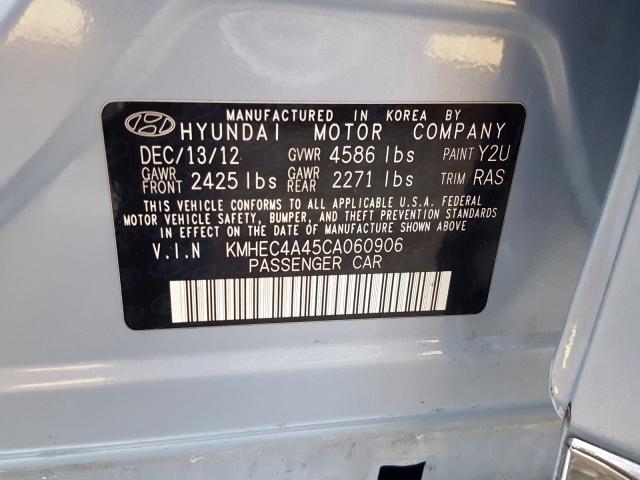 MANUFACTURED IN KOREA BY
HYUNDAI MOTOR COMPANY
DEC/13/12 GVWR 4586 lbs PAINT Y2U
GAWR FRONT 2425 lbs GAWR REAR 2271 lbs TRIM RAS
THIS VEHICLE CONFORMS TO ALL APPLICABLE U.S.A. FEDERAL
MOTOR VEHICLE SAFETY, BUMPER, AND THEFT PREVENTION STANDARDS
IN EFFECT ON THE DATE OF MANUFACTURE SHOWN ABOVE.
V.I.N KMHEC4A45CA060906
PASSENGER CAR